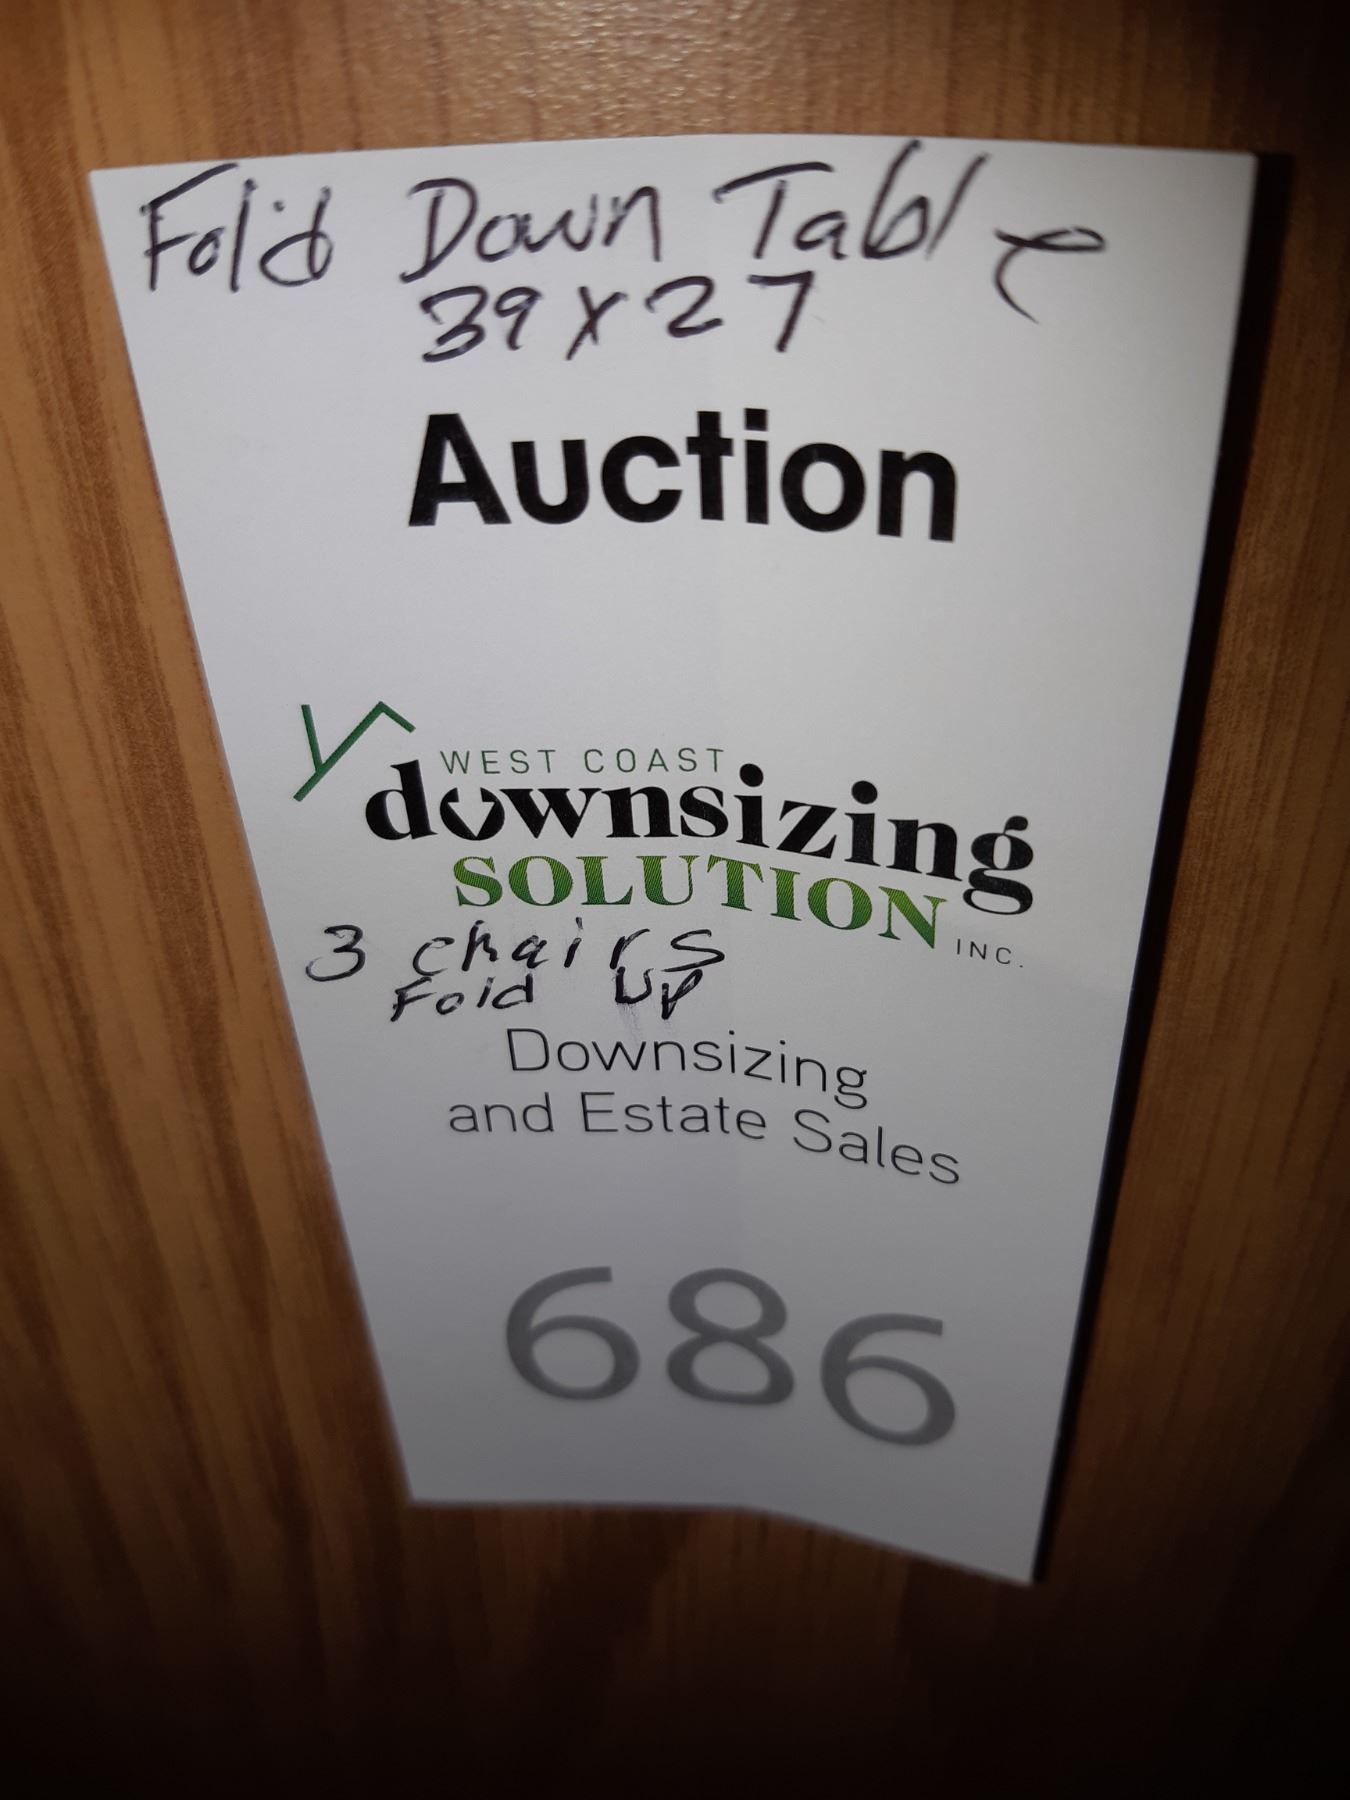 Fold Down Table
39 x 27
Auction
WEST COAST
downsizing
SOLUTION
INC.
3 chairs
Fold Up
Downsizing
and Estate Sales
686